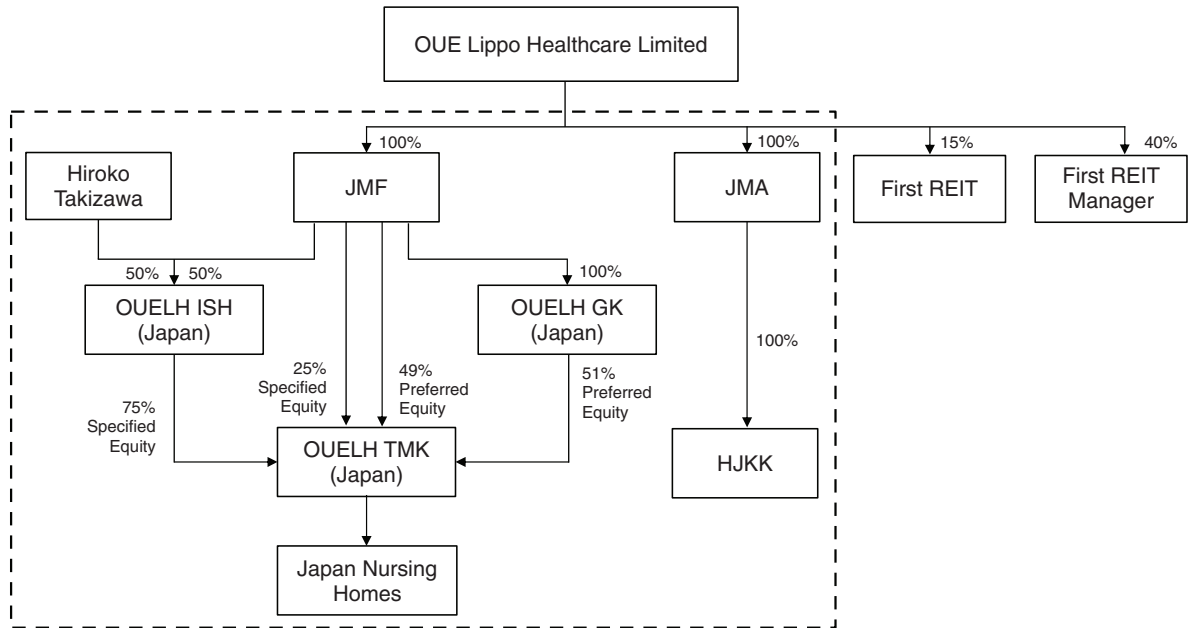 OUE Lippo Healthcare Limited
100%
100%
15%
40%
Hiroko
Takizawa
JMF
JMA
First REIT
First REIT
Manager
50%
50%
100%
OUELH ISH
(Japan)
OUELH GK
(Japan)
100%
25%
Specified
Equity
49%
Preferred
Equity
51%
Preferred
Equity
75%
Specified
Equity
OUELH TMK
(Japan)
HJKK
Japan Nursing
Homes